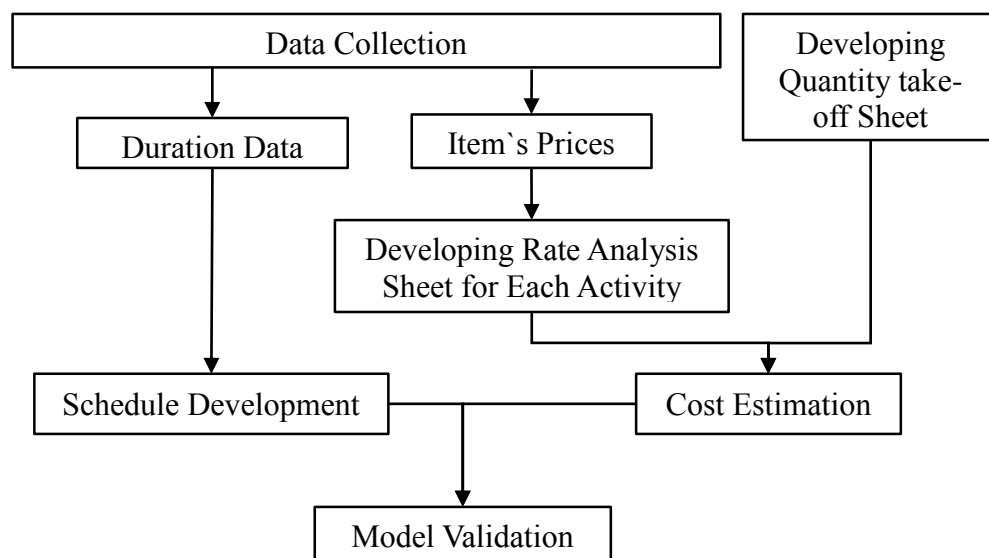 Data Collection
Developing
Quantity take-
off Sheet
Duration Data
Item`s Prices
Developing Rate Analysis
Sheet for Each Activity
Schedule Development
Cost Estimation
Model Validation